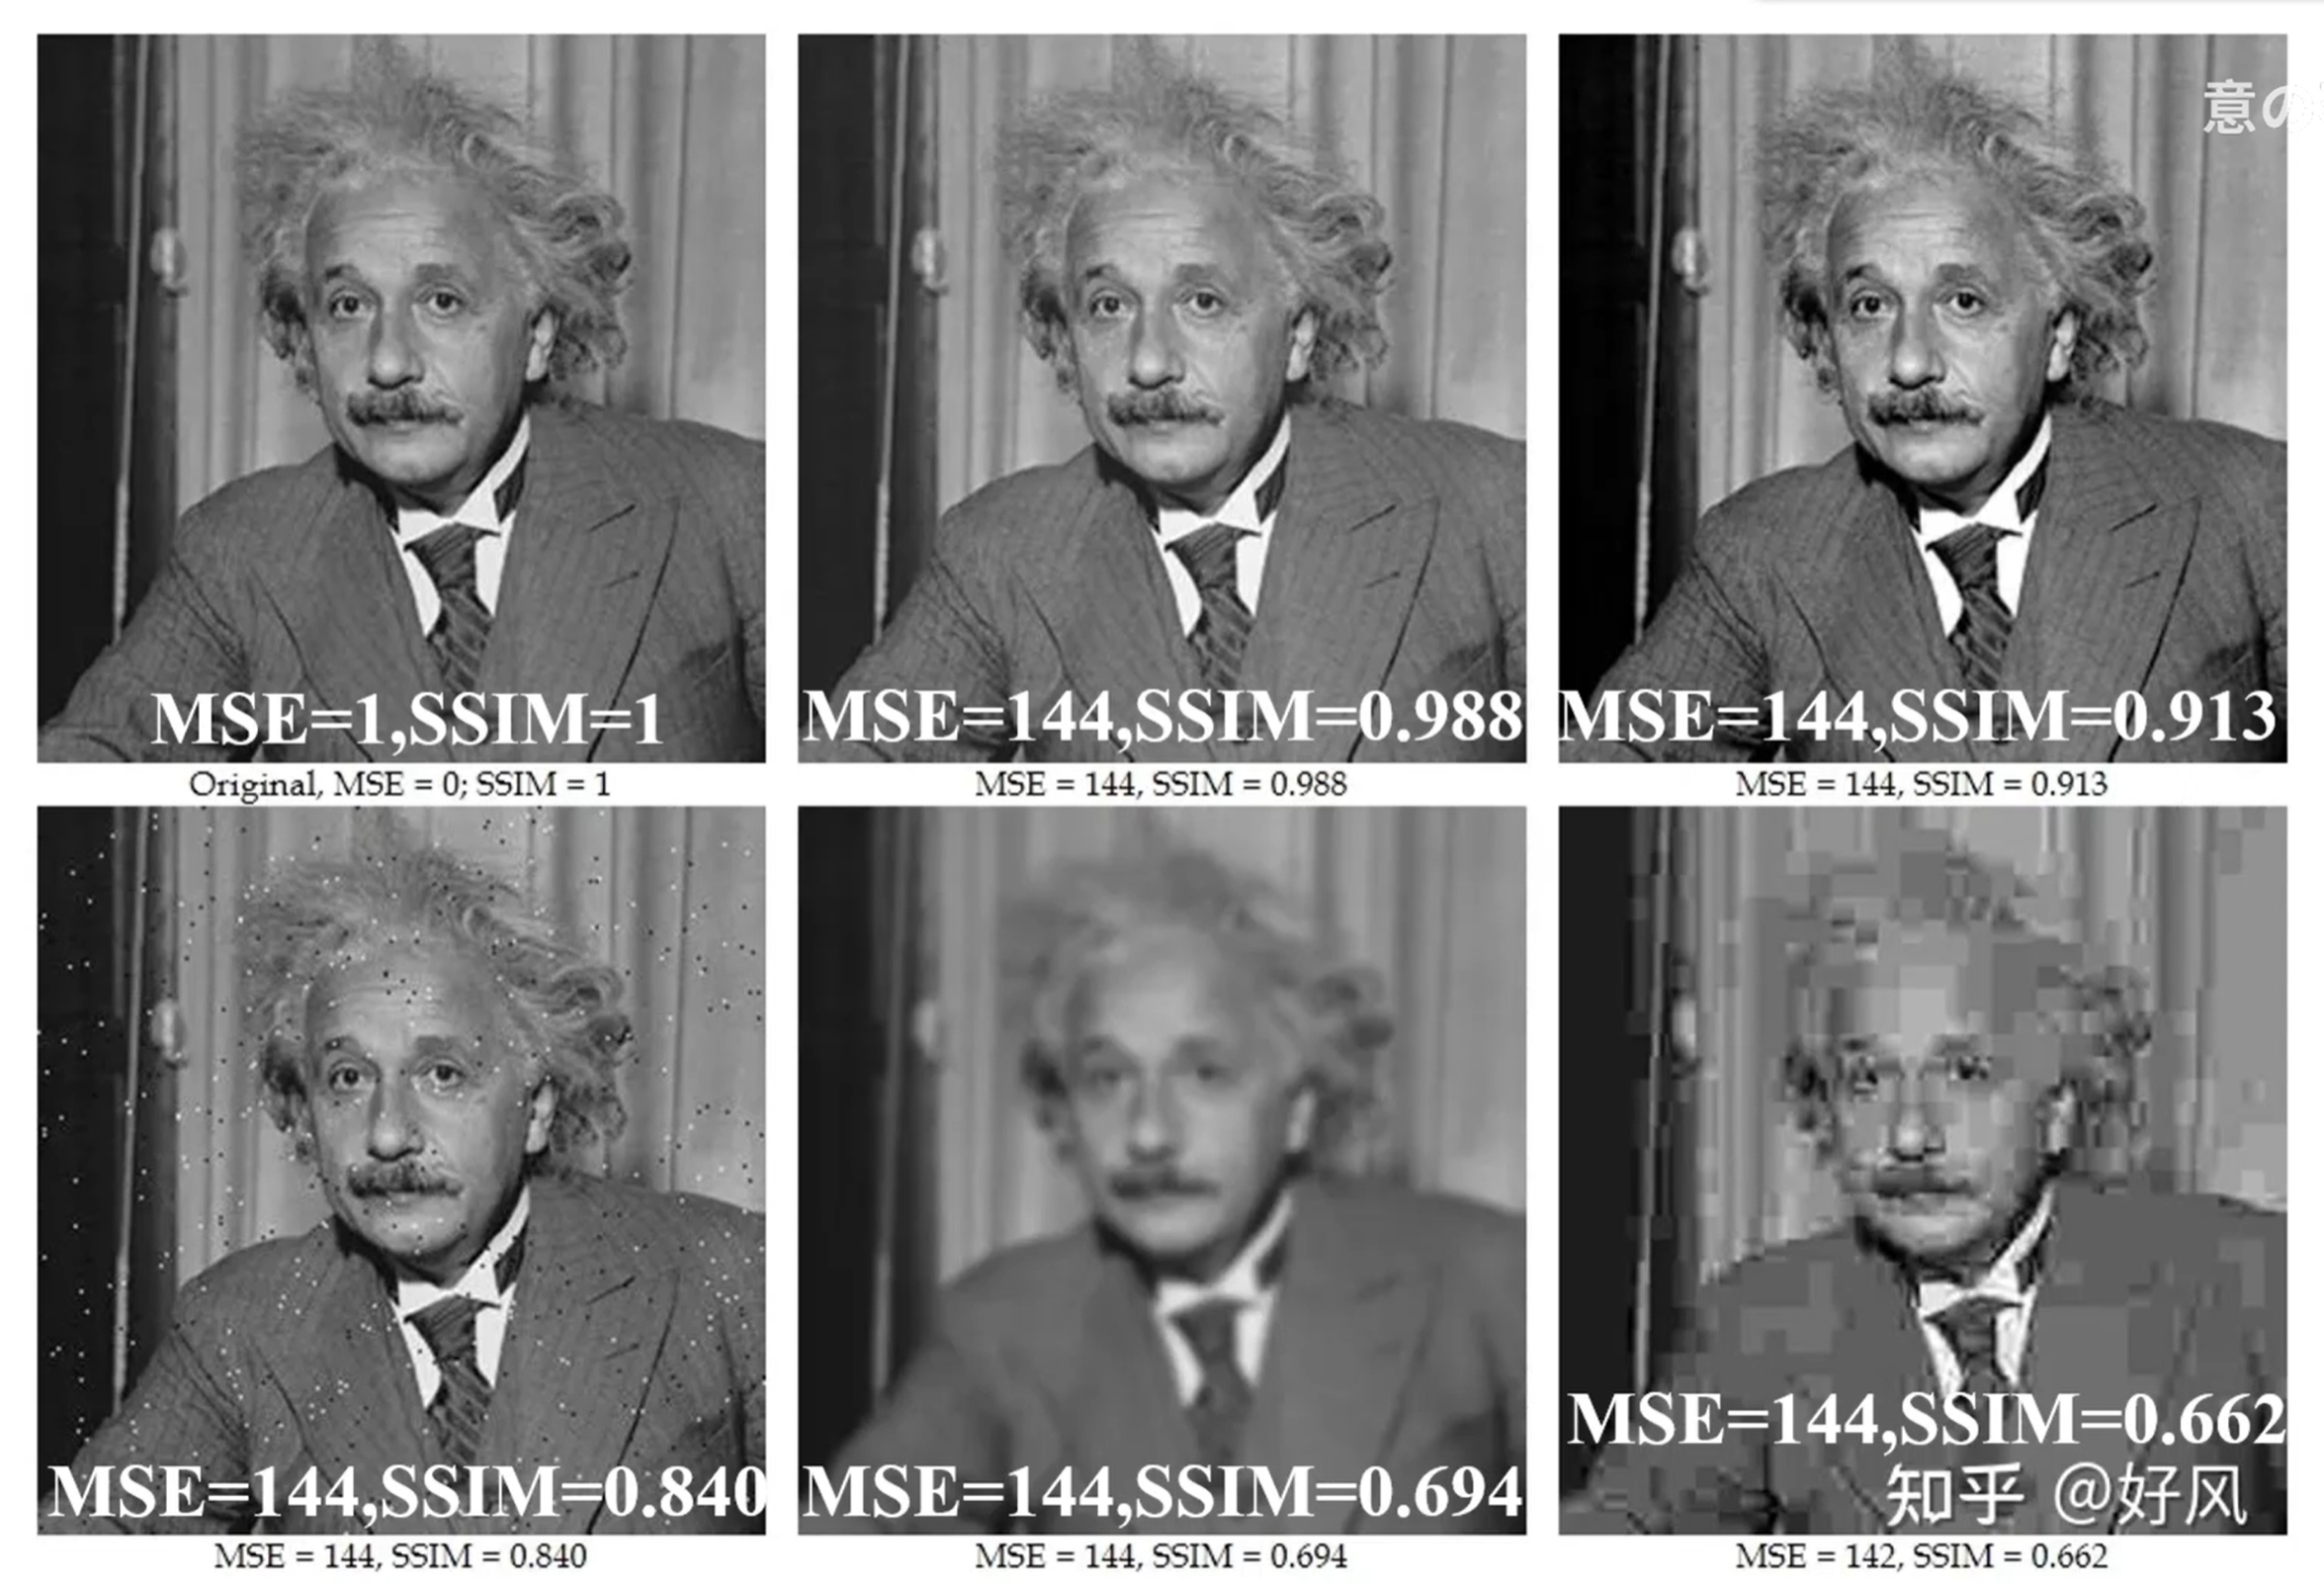 意の
MSE=1,SSIM=1
MSE=144,SSIM=0.988
MSE=144,SSIM=0.913
Original, MSE = 0; SSIM = 1
MSE = 144, SSIM = 0.988
MSE = 144, SSIM = 0.913
MSE=144,SSIM=0.840
MSE=144,SSIM=0.694
MSE=144,SSIM=0.662
知乎 @好风
MSE = 144, SSIM = 0.840
MSE = 144, SSIM = 0.694
MSE = 142, SSIM = 0.662